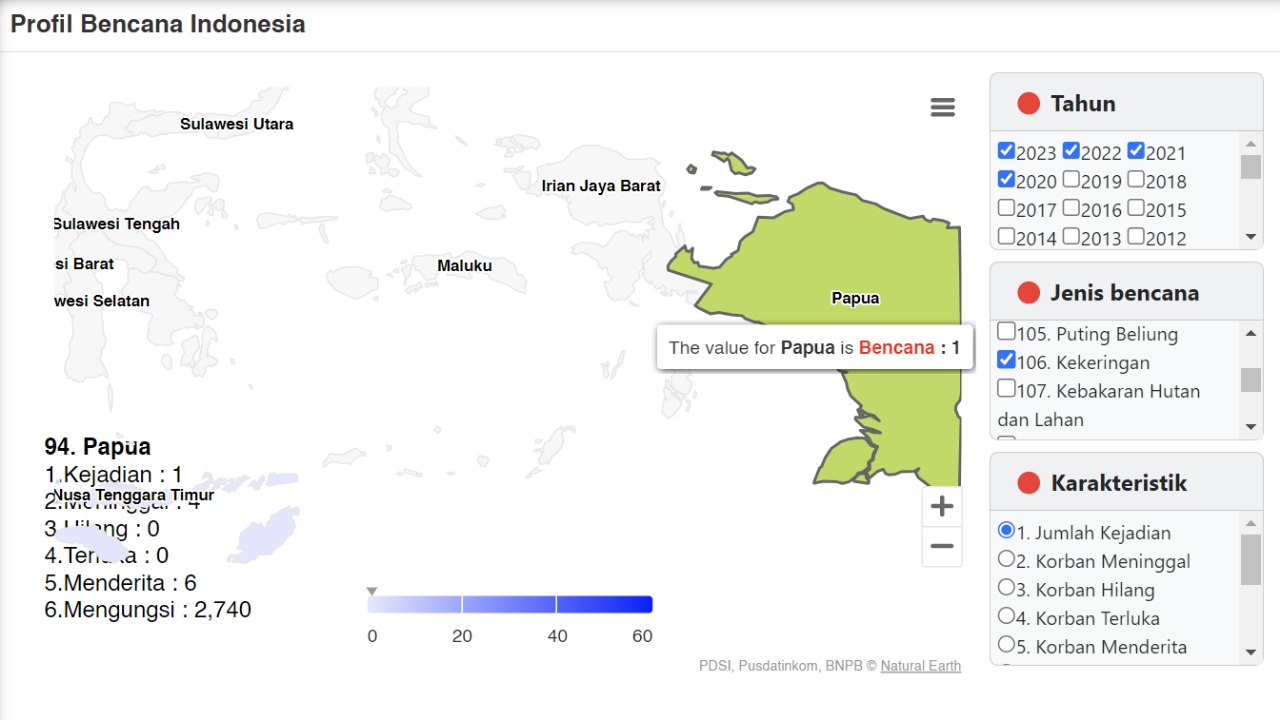 Profil Bencana Indonesia
Sulawesi Utara
Irian Jaya Barat
Sulawesi Tengah
si Barat
Maluku
wesi Selatan
Papua
The value for Papua is Bencana : 1
94. Papua
1.Kejadian : 1
Nusa Tenggara Timur
2.Meninggal : 4
3.Hilang : 0
4.Terluka : 0
5.Menderita : 6
6.Mengungsi : 2,740
0 20 40 60
PDSI, Pusdatinkom, BNPB © Natural Earth
Tahun
2023 2022 2021
2020 2019 2018
2017 2016 2015
2014 2013 2012
Jenis bencana
105. Puting Beliung
106. Kekeringan
107. Kebakaran Hutan
dan Lahan
Karakteristik
1. Jumlah Kejadian
2. Korban Meninggal
3. Korban Hilang
4. Korban Terluka
5. Korban Menderita